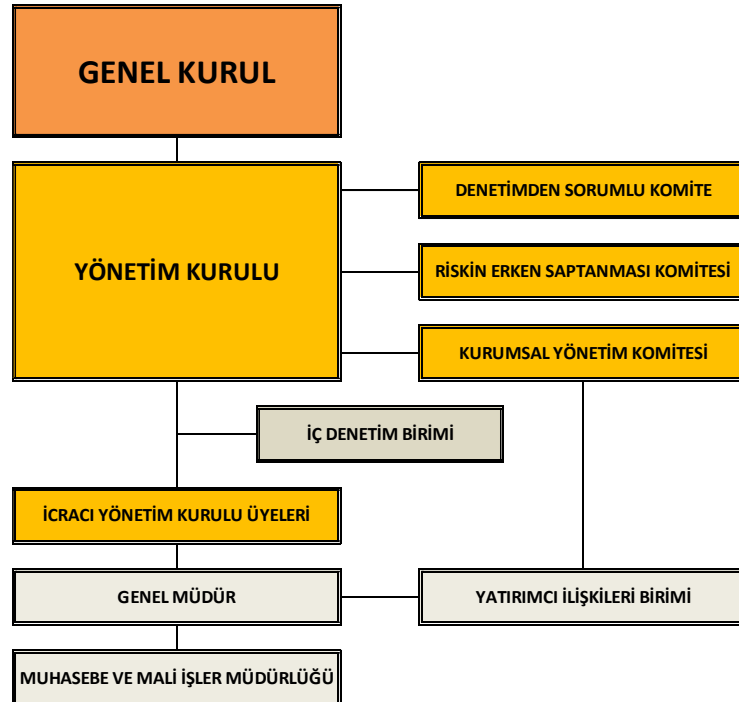 GENEL KURUL
YÖNETİM KURULU
DENETİMDEN SORUMLU KOMİTE
RİSKİN ERKEN SAPTANMASI KOMİTESİ
KURUMSAL YÖNETİM KOMİTESİ
İÇ DENETİM BİRİMİ
İCRACI YÖNETİM KURULU ÜYELERİ
GENEL MÜDÜR
YATIRIMCI İLİŞKİLERİ BİRİMİ
MUHASEBE VE MALİ İŞLER MÜDÜRLÜĞÜ